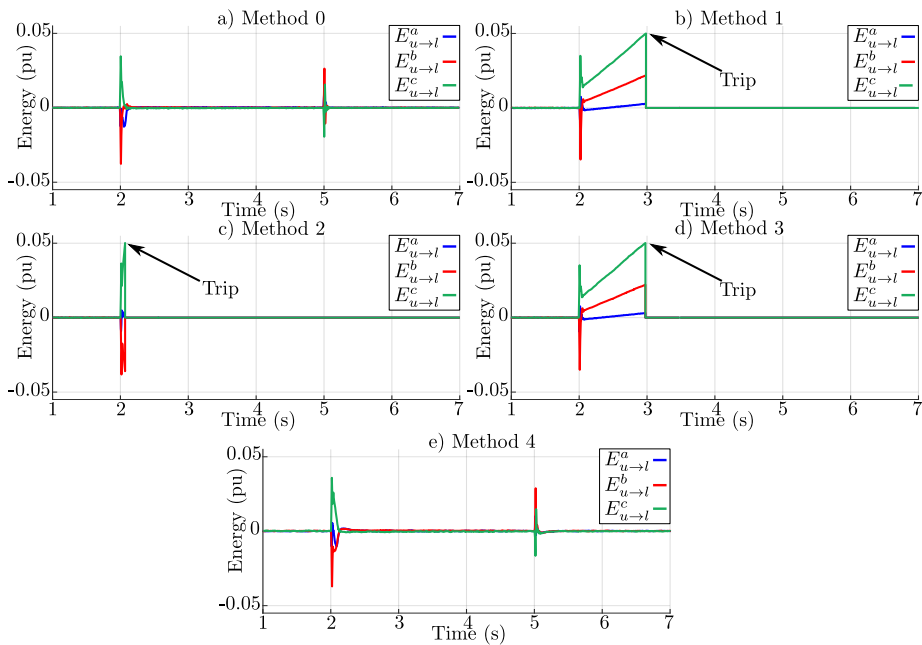 a) Method 0
Energy (pu)
0.05
0
-0.05
E^a_{u→l}
E^b_{u→l}
E^c_{u→l}
1 2 3 4 5 6 7
Time (s)
b) Method 1
Energy (pu)
0.05
0
-0.05
Trip
E^a_{u→l}
E^b_{u→l}
E^c_{u→l}
1 2 3 4 5 6 7
Time (s)
c) Method 2
Energy (pu)
0.05
0
-0.05
Trip
E^a_{u→l}
E^b_{u→l}
E^c_{u→l}
1 2 3 4 5 6 7
Time (s)
d) Method 3
Energy (pu)
0.05
0
-0.05
Trip
E^a_{u→l}
E^b_{u→l}
E^c_{u→l}
1 2 3 4 5 6 7
Time (s)
e) Method 4
Energy (pu)
0.05
0
-0.05
E^a_{u→l}
E^b_{u→l}
E^c_{u→l}
1 2 3 4 5 6 7
Time (s)